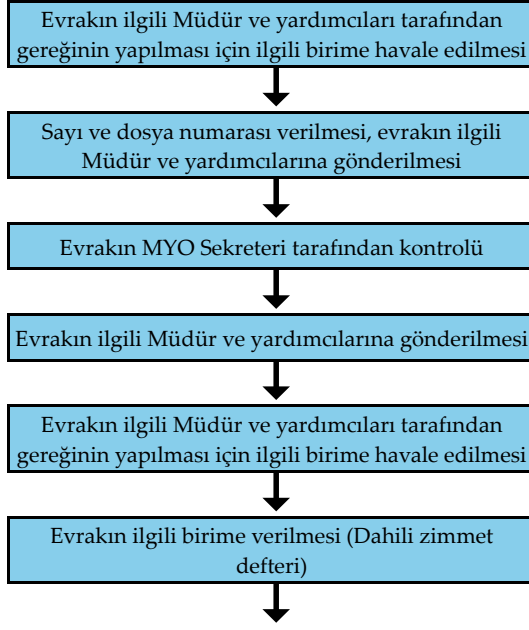 Evrakın ilgili Müdür ve yardımcıları tarafından
gereğinin yapılması için ilgili birime havale edilmesi
Sayı ve dosya numarası verilmesi, evrakın ilgili
Müdür ve yardımcılarına gönderilmesi
Evrakın MYO Sekreteri tarafından kontrolü
Evrakın ilgili Müdür ve yardımcılarına gönderilmesi
Evrakın ilgili Müdür ve yardımcıları tarafından
gereğinin yapılması için ilgili birime havale edilmesi
Evrakın ilgili birime verilmesi (Dahili zimmet
defteri)